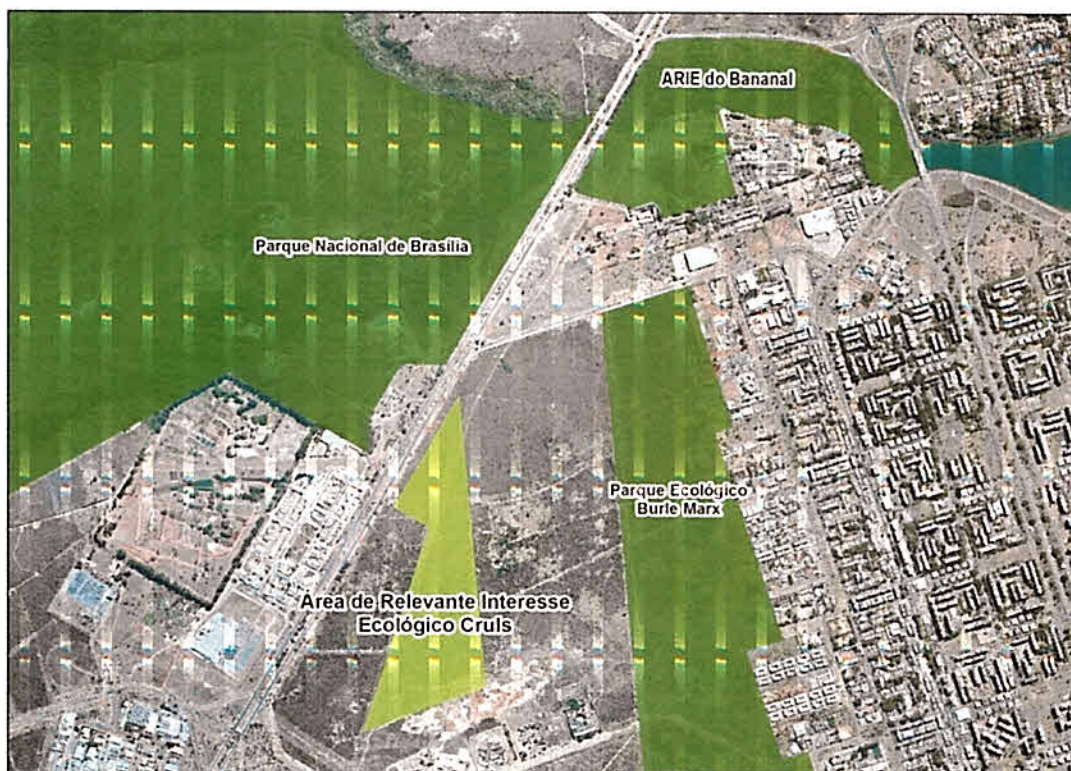 ARIE do Bananal
Parque Nacional de Brasília
Parque Ecológico
Burle Marx
Área de Relevante Interesse
Ecológico Cruls